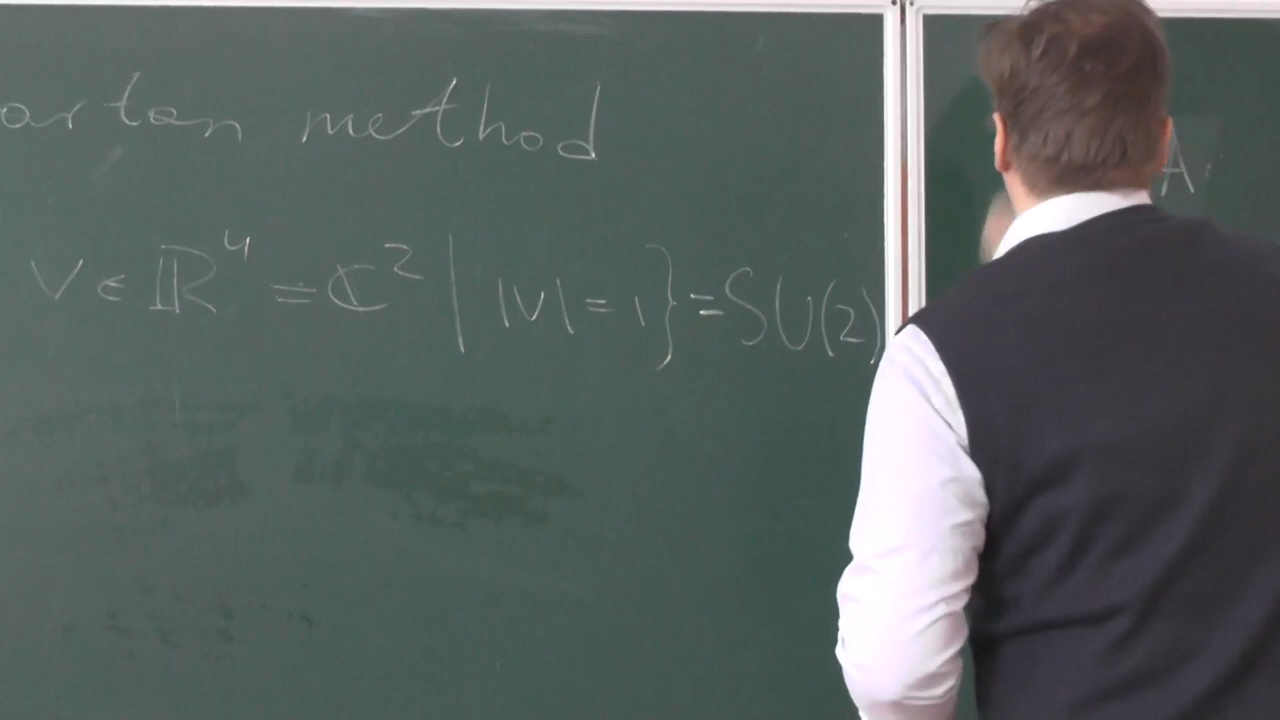 artan method
V ∈ ℝ⁴ = ℂ² | |V| = 1} = SU(2)
A